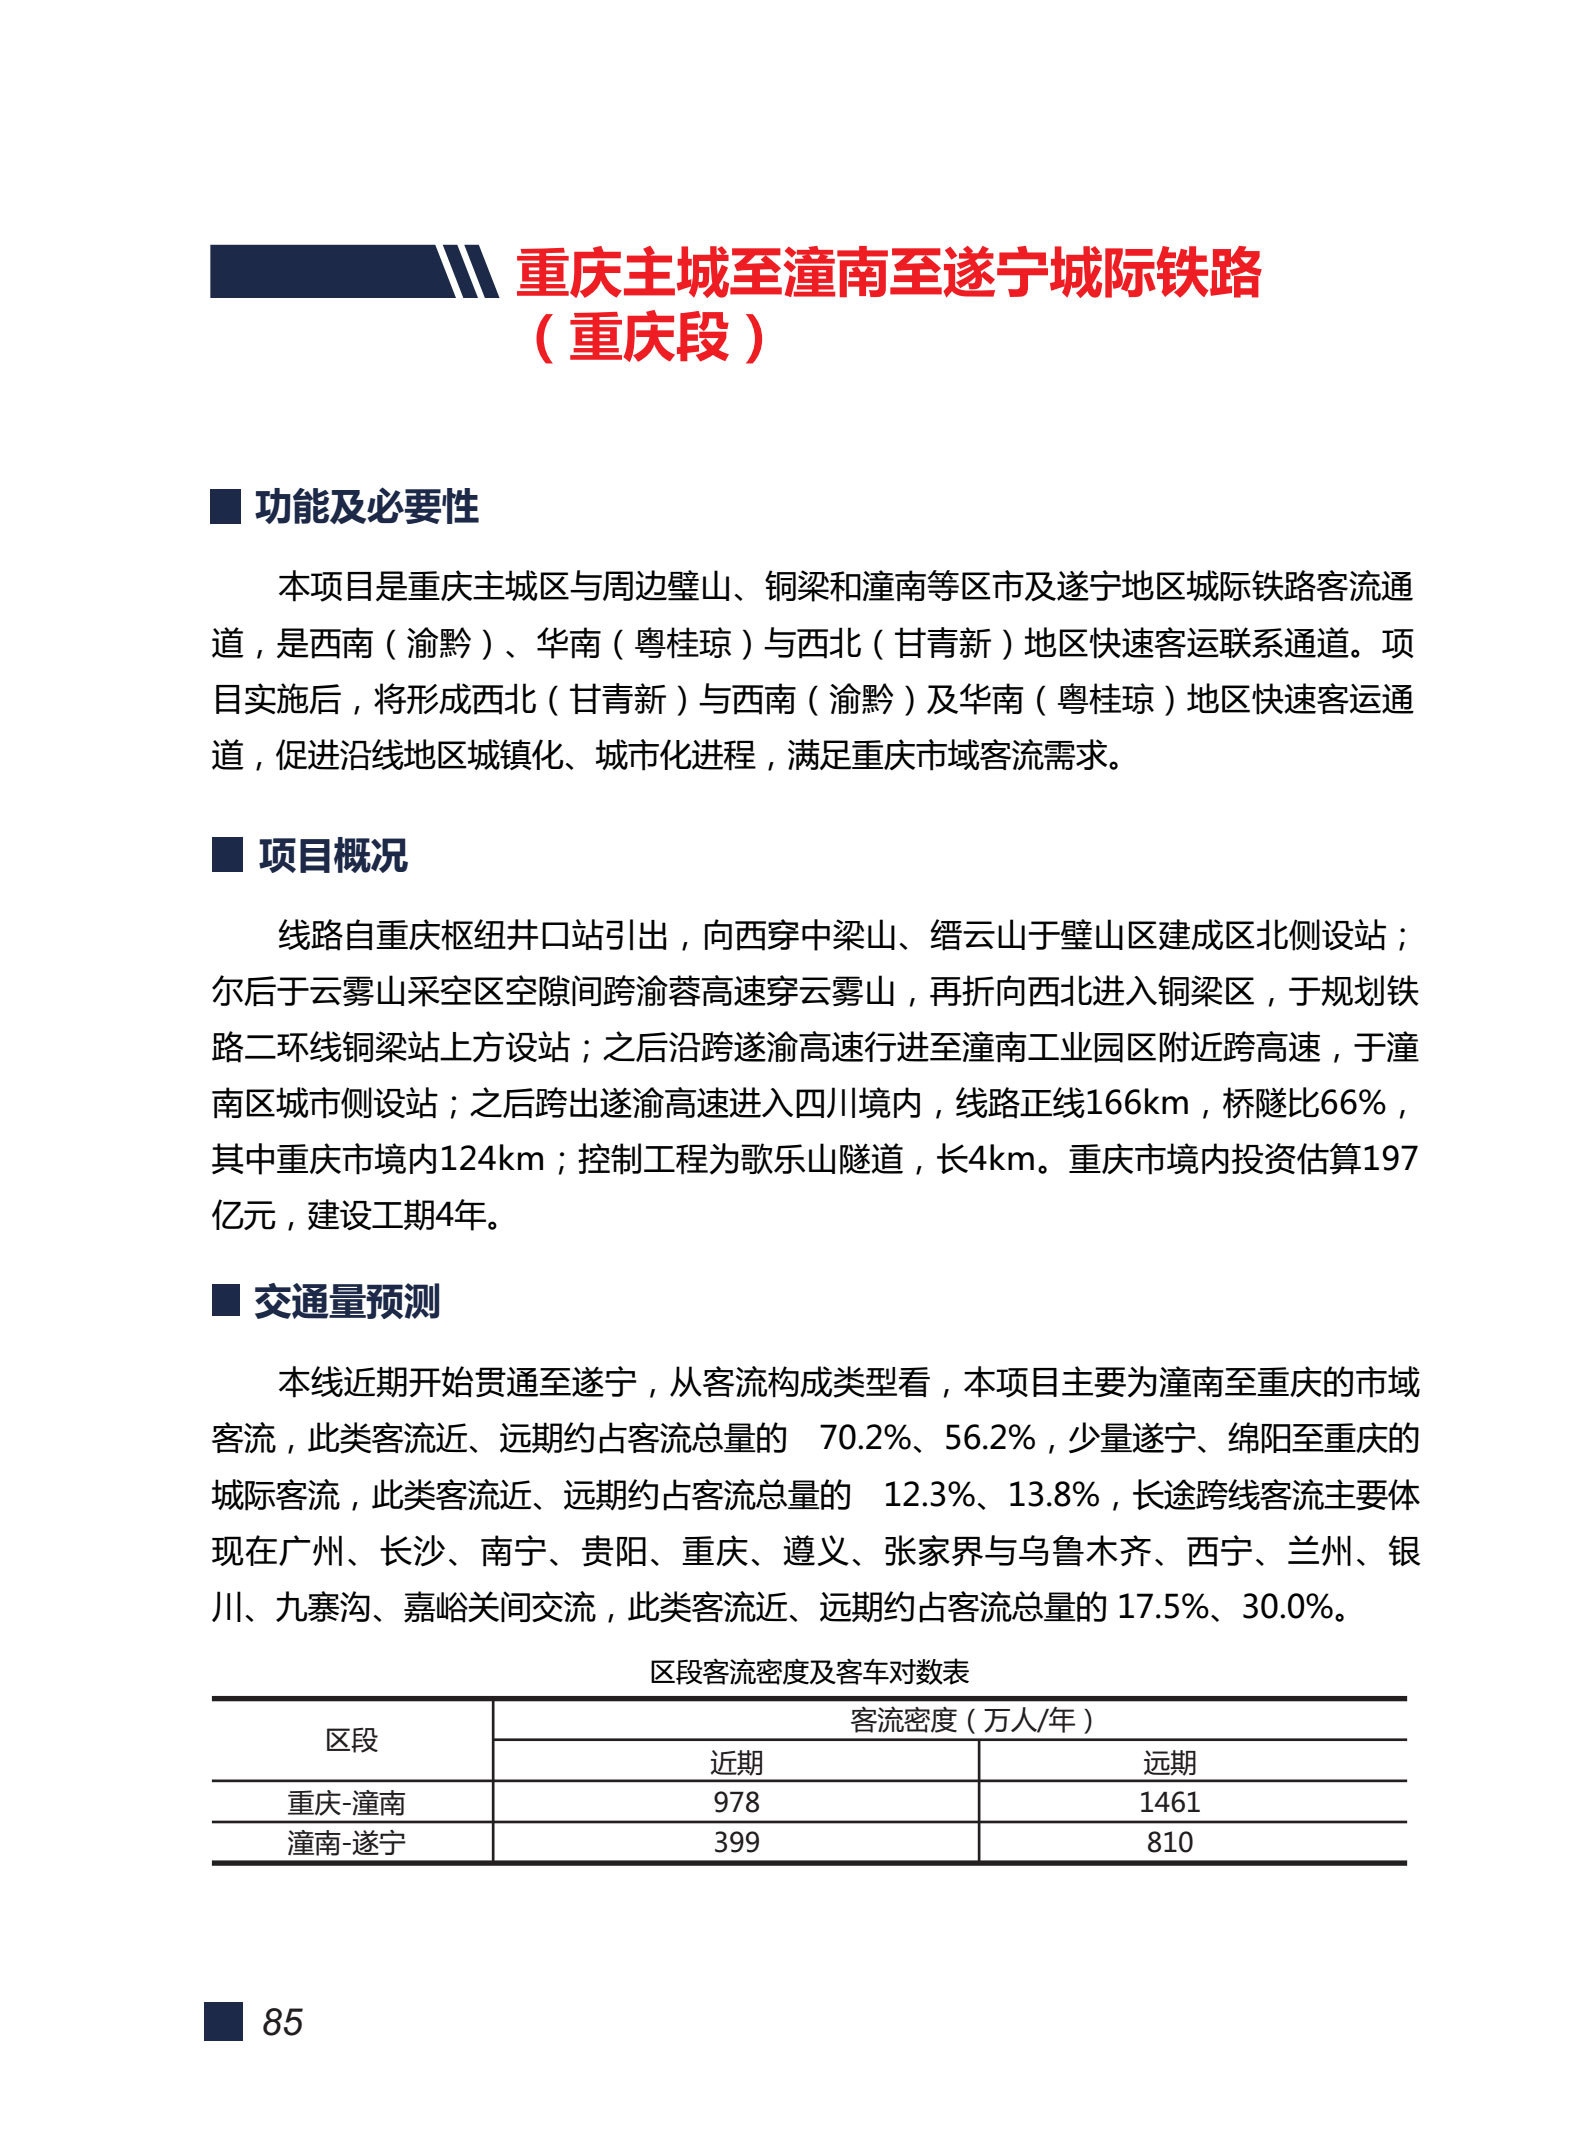 重庆主城至潼南至遂宁城际铁路
（重庆段）
功能及必要性
本项目是重庆主城区与周边璧山、铜梁和潼南等区市及遂宁地区城际铁路客流通
道，是西南（渝黔）、华南（粤桂琼）与西北（甘青新）地区快速客运联系通道。项
目实施后，将形成西北（甘青新）与西南（渝黔）及华南（粤桂琼）地区快速客运通
道，促进沿线地区城镇化、城市化进程，满足重庆市域客流需求。
项目概况
线路自重庆枢纽井口站引出，向西穿中梁山、缙云山于璧山区建成区北侧设站；
尔后于云雾山采空区空隙间跨渝蓉高速穿云雾山，再折向西北进入铜梁区，于规划铁
路二环线铜梁站上方设站；之后沿跨遂渝高速行进至潼南工业园区附近跨高速，于潼
南区城市侧设站；之后跨出遂渝高速进入四川境内，线路正线166km，桥隧比66%，
其中重庆市境内124km；控制工程为歌乐山隧道，长4km。重庆市境内投资估算197
亿元，建设工期4年。
交通量预测
本线近期开始贯通至遂宁，从客流构成类型看，本项目主要为潼南至重庆的市域
客流，此类客流近、远期约占客流总量的 70.2%、56.2%，少量遂宁、绵阳至重庆的
城际客流，此类客流近、远期约占客流总量的 12.3%、13.8%，长途跨线客流主要体
现在广州、长沙、南宁、贵阳、重庆、遵义、张家界与乌鲁木齐、西宁、兰州、银
川、九寨沟、嘉峪关间交流，此类客流近、远期约占客流总量的 17.5%、30.0%。
区段客流密度及客车对数表
区段 客流密度（万人/年）
近期 远期
重庆-潼南 978 1461
潼南-遂宁 399 810
85